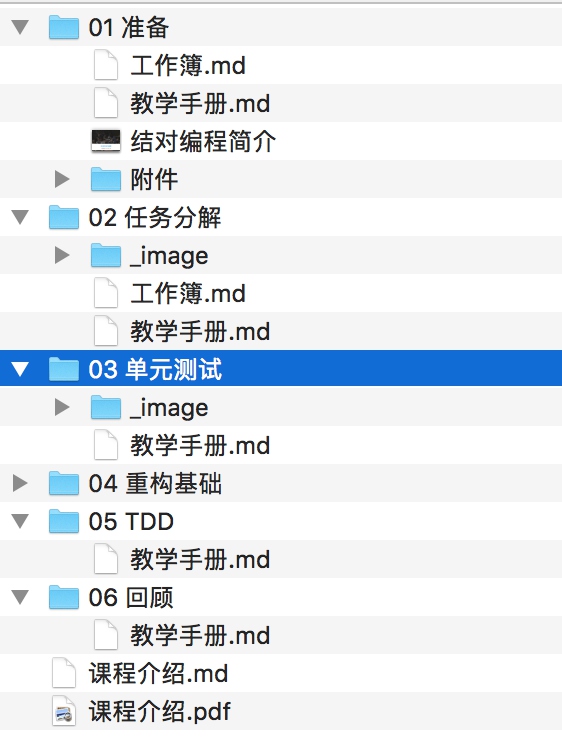 01 准备
工作簿.md
教学手册.md
结对编程简介
附件
02 任务分解
_image
工作簿.md
教学手册.md
03 单元测试
_image
教学手册.md
04 重构基础
05 TDD
教学手册.md
06 回顾
教学手册.md
课程介绍.md
课程介绍.pdf